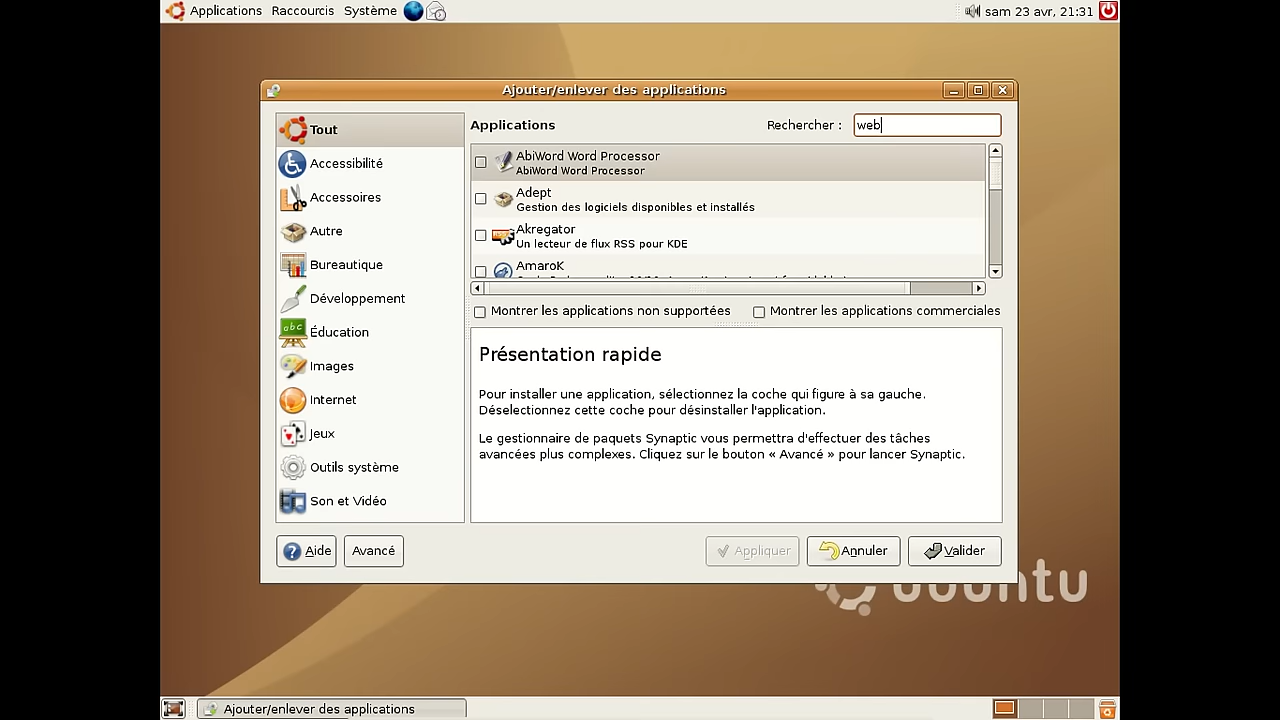 Applications Raccourcis Système sam 23 avr, 21:31
Ajouter/enlever des applications
Tout
Accessibilité
Accessoires
Autre
Bureautique
Développement
abc
Éducation
Images
Internet
Jeux
Outils système
Son et Vidéo
Applications Rechercher : web
AbiWord Word Processor
AbiWord Word Processor
Adept
Gestion des logiciels disponibles et installés
Akregator
Un lecteur de flux RSS pour KDE
AmaroK
Montrer les applications non supportées Montrer les applications commerciales
Présentation rapide
Pour installer une application, sélectionnez la coche qui figure à sa gauche.
Déselectionnez cette coche pour désinstaller l'application.
Le gestionnaire de paquets Synaptic vous permettra d'effectuer des tâches
avancées plus complexes. Cliquez sur le bouton « Avancé » pour lancer Synaptic.
Aide Avancé Appliquer Annuler Valider
ubuntu
Ajouter/enlever des applications